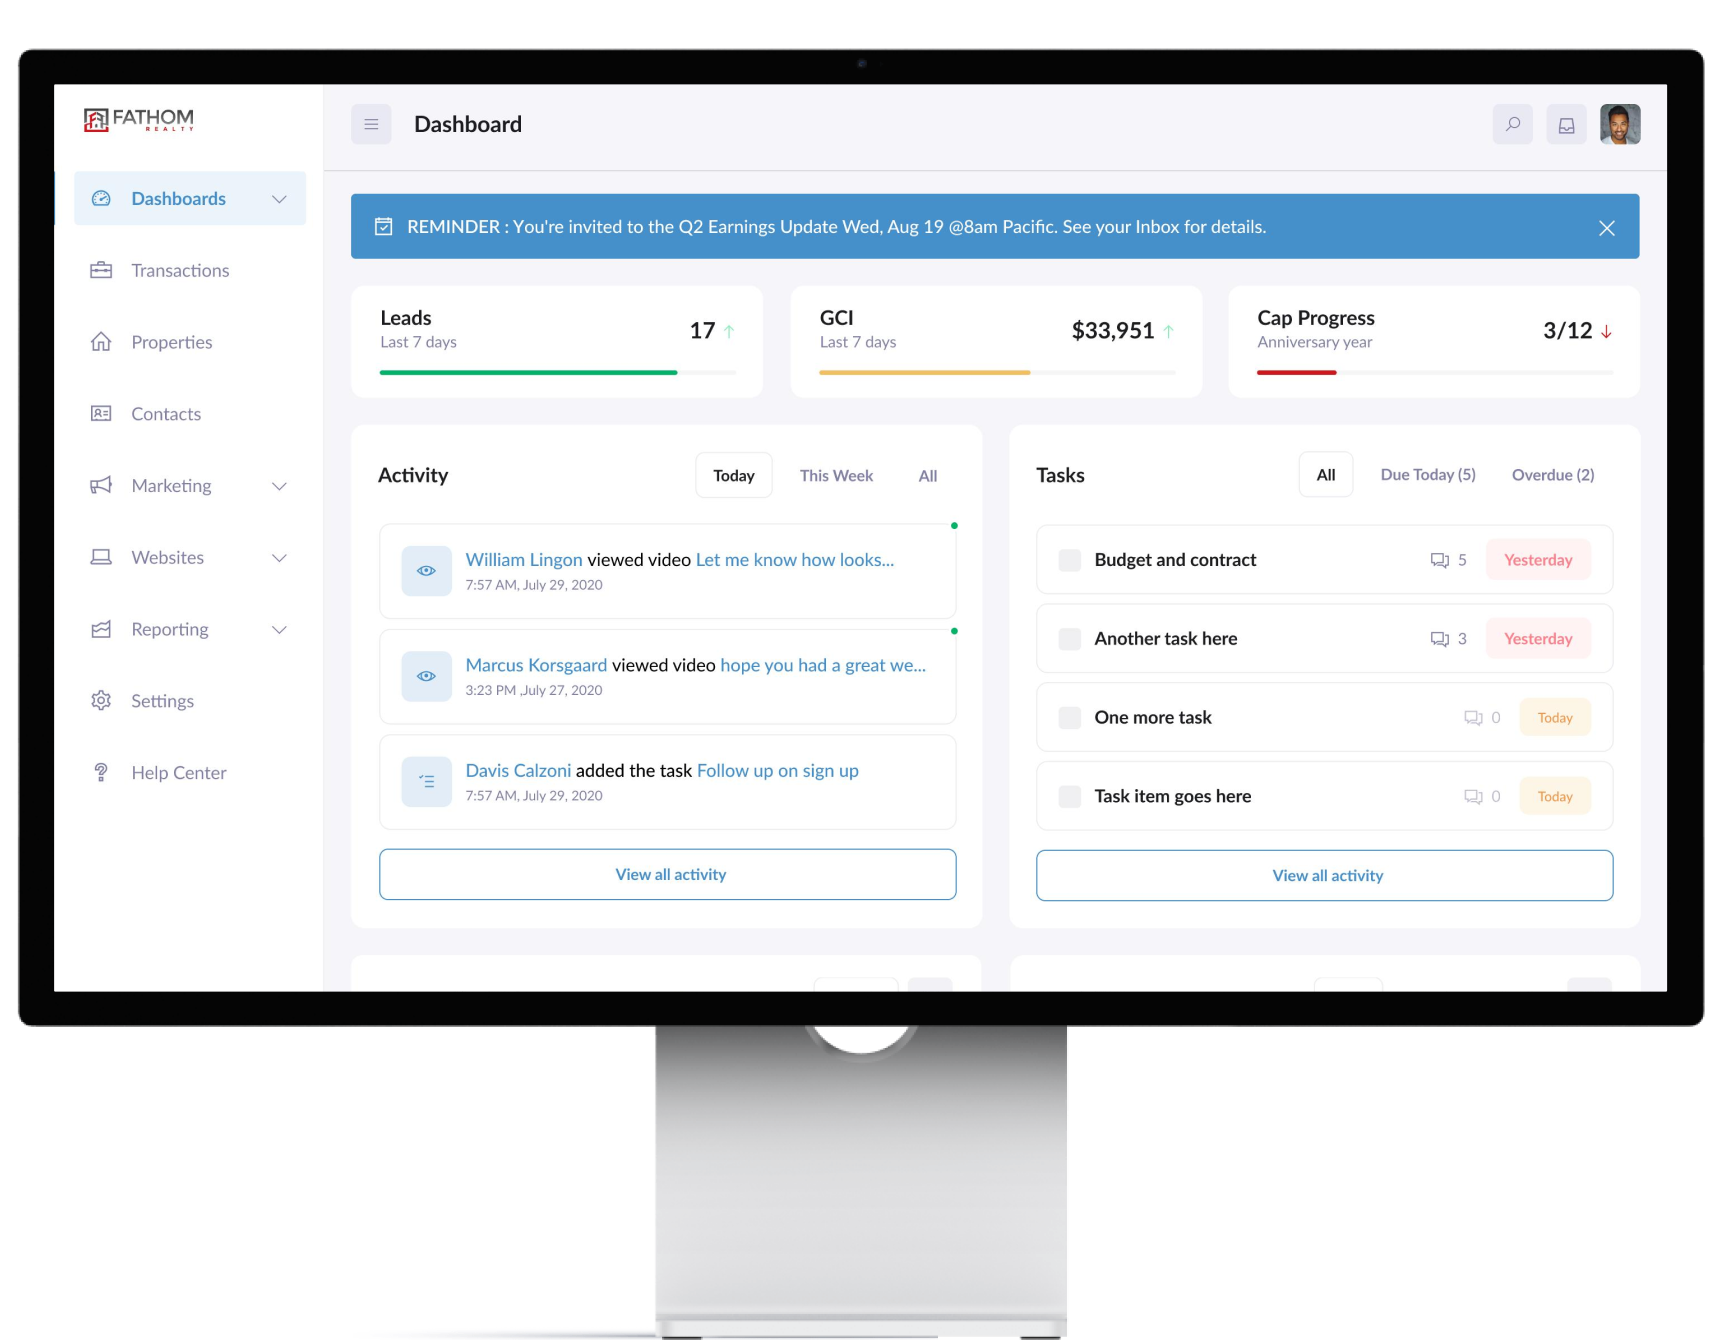 FATHOM
REALTY
Dashboard
Dashboards
Transactions
Properties
Contacts
Marketing
Websites
Reporting
Settings
Help Center
REMINDER : You're invited to the Q2 Earnings Update Wed, Aug 19 @8am Pacific. See your Inbox for details.
Leads
Last 7 days
17
GCI
Last 7 days
$33,951
Cap Progress
Anniversary year
3/12
Activity
Today This Week All
William Lingon viewed video Let me know how looks...
7:57 AM, July 29, 2020
Marcus Korsgaard viewed video hope you had a great we...
3:23 PM ,July 27, 2020
Davis Calzoni added the task Follow up on sign up
7:57 AM, July 29, 2020
View all activity
Tasks
All Due Today (5) Overdue (2)
Budget and contract 5 Yesterday
Another task here 3 Yesterday
One more task 0 Today
Task item goes here 0 Today
View all activity